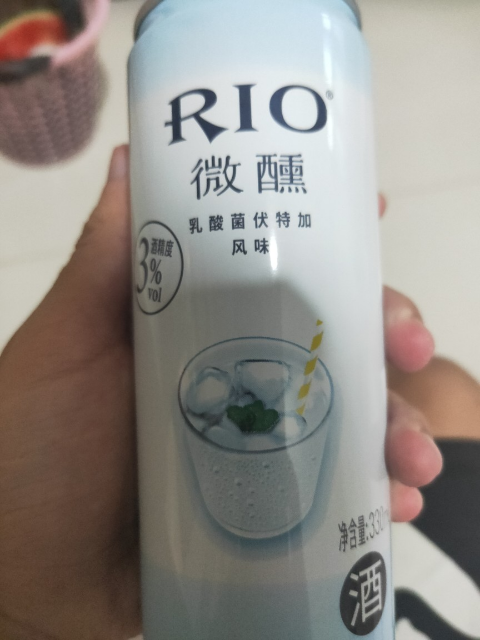 RIO®
微醺
乳酸菌伏特加
风味
酒精度
3%
vol
净含量:330
酒